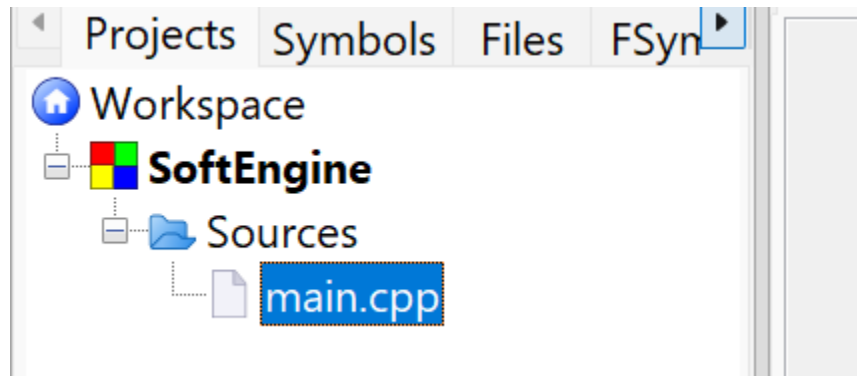 Projects Symbols Files FSym
Workspace
SoftEngine
Sources
main.cpp